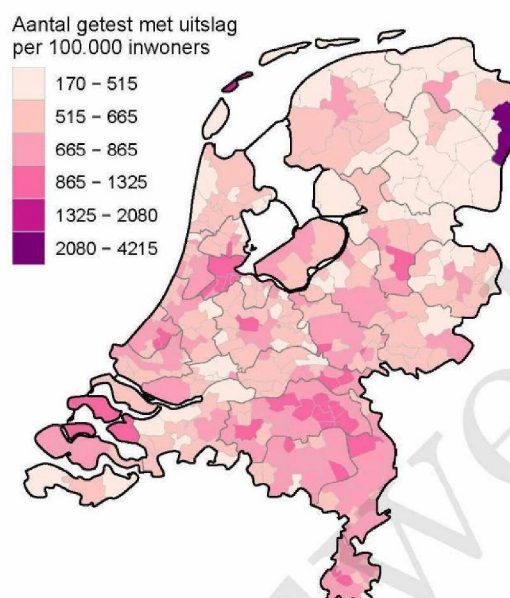 Aantal getest met uitslag
per 100.000 inwoners
170 – 515
515 – 665
665 – 865
865 – 1325
1325 – 2080
2080 – 4215